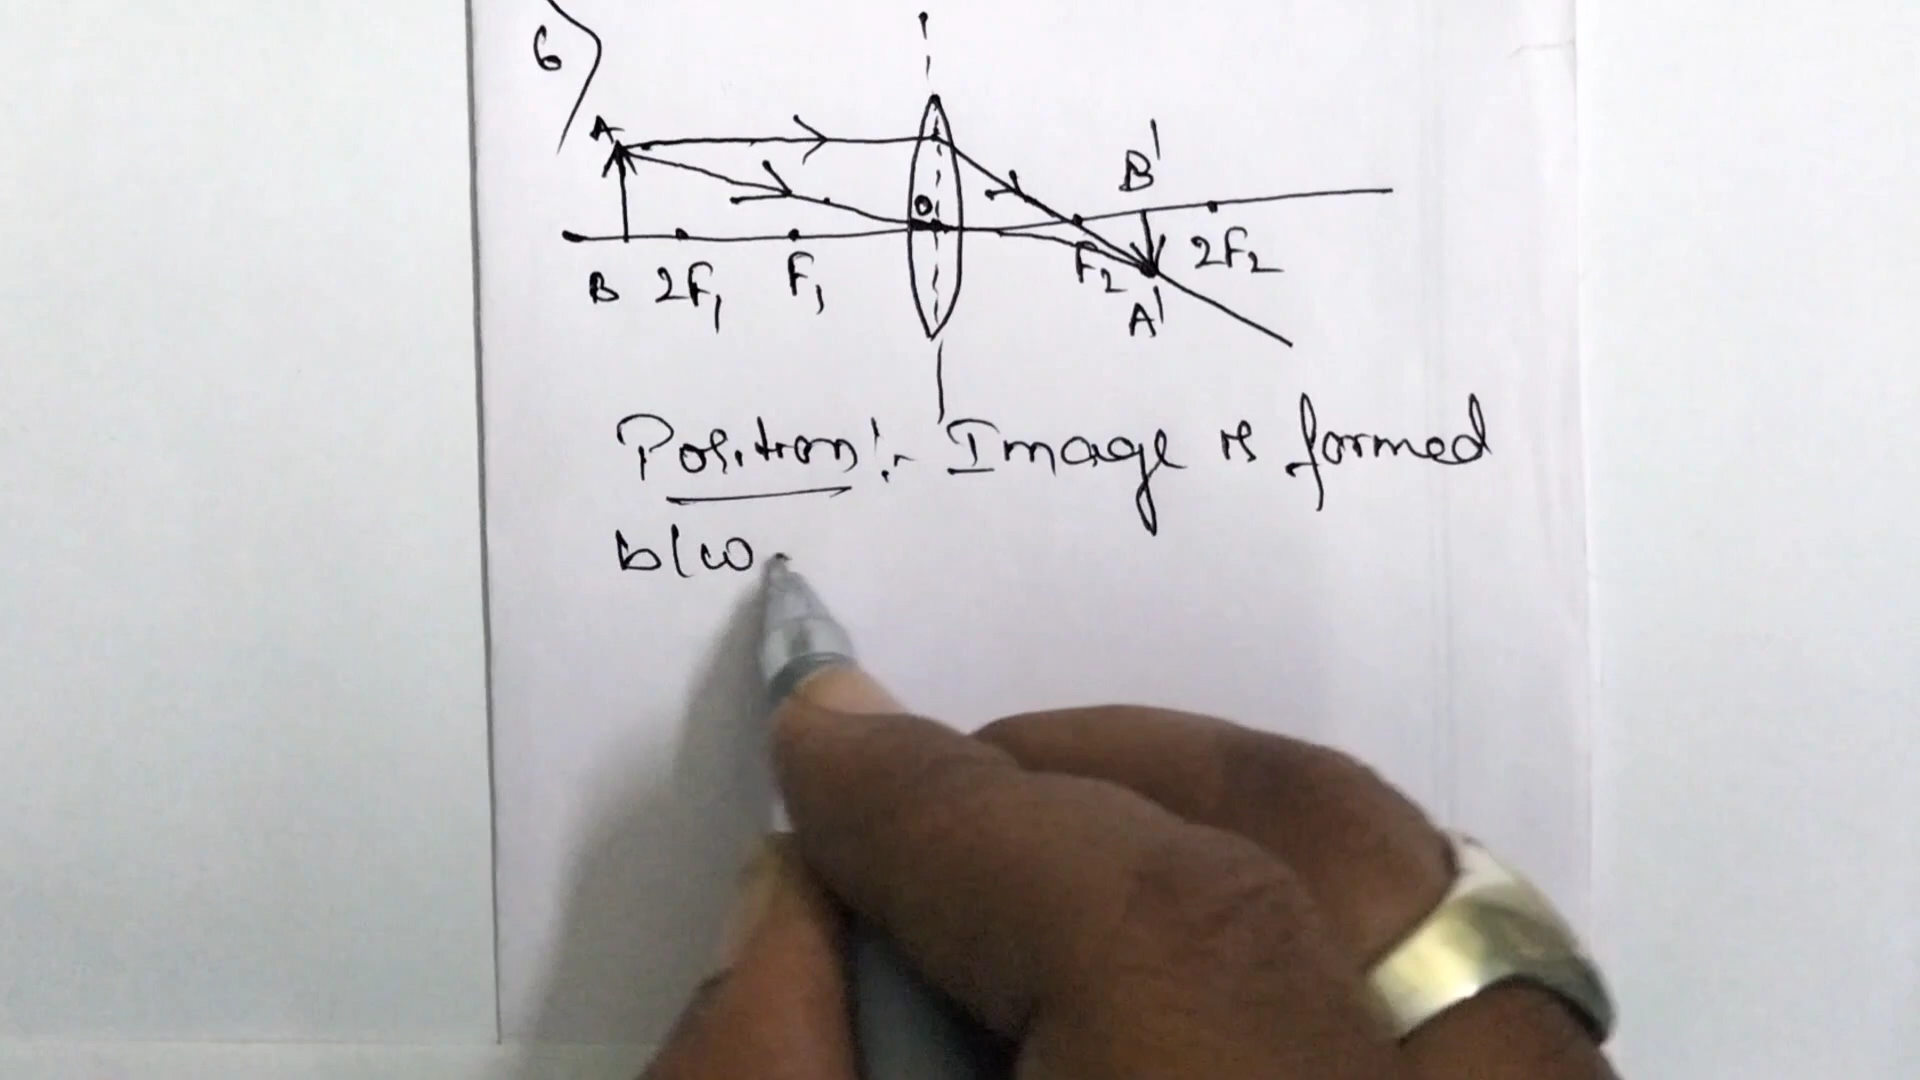 6)
A
B'
O
B 2F1 F1 F2 2F2
A'
Position :- Image is formed
b/w